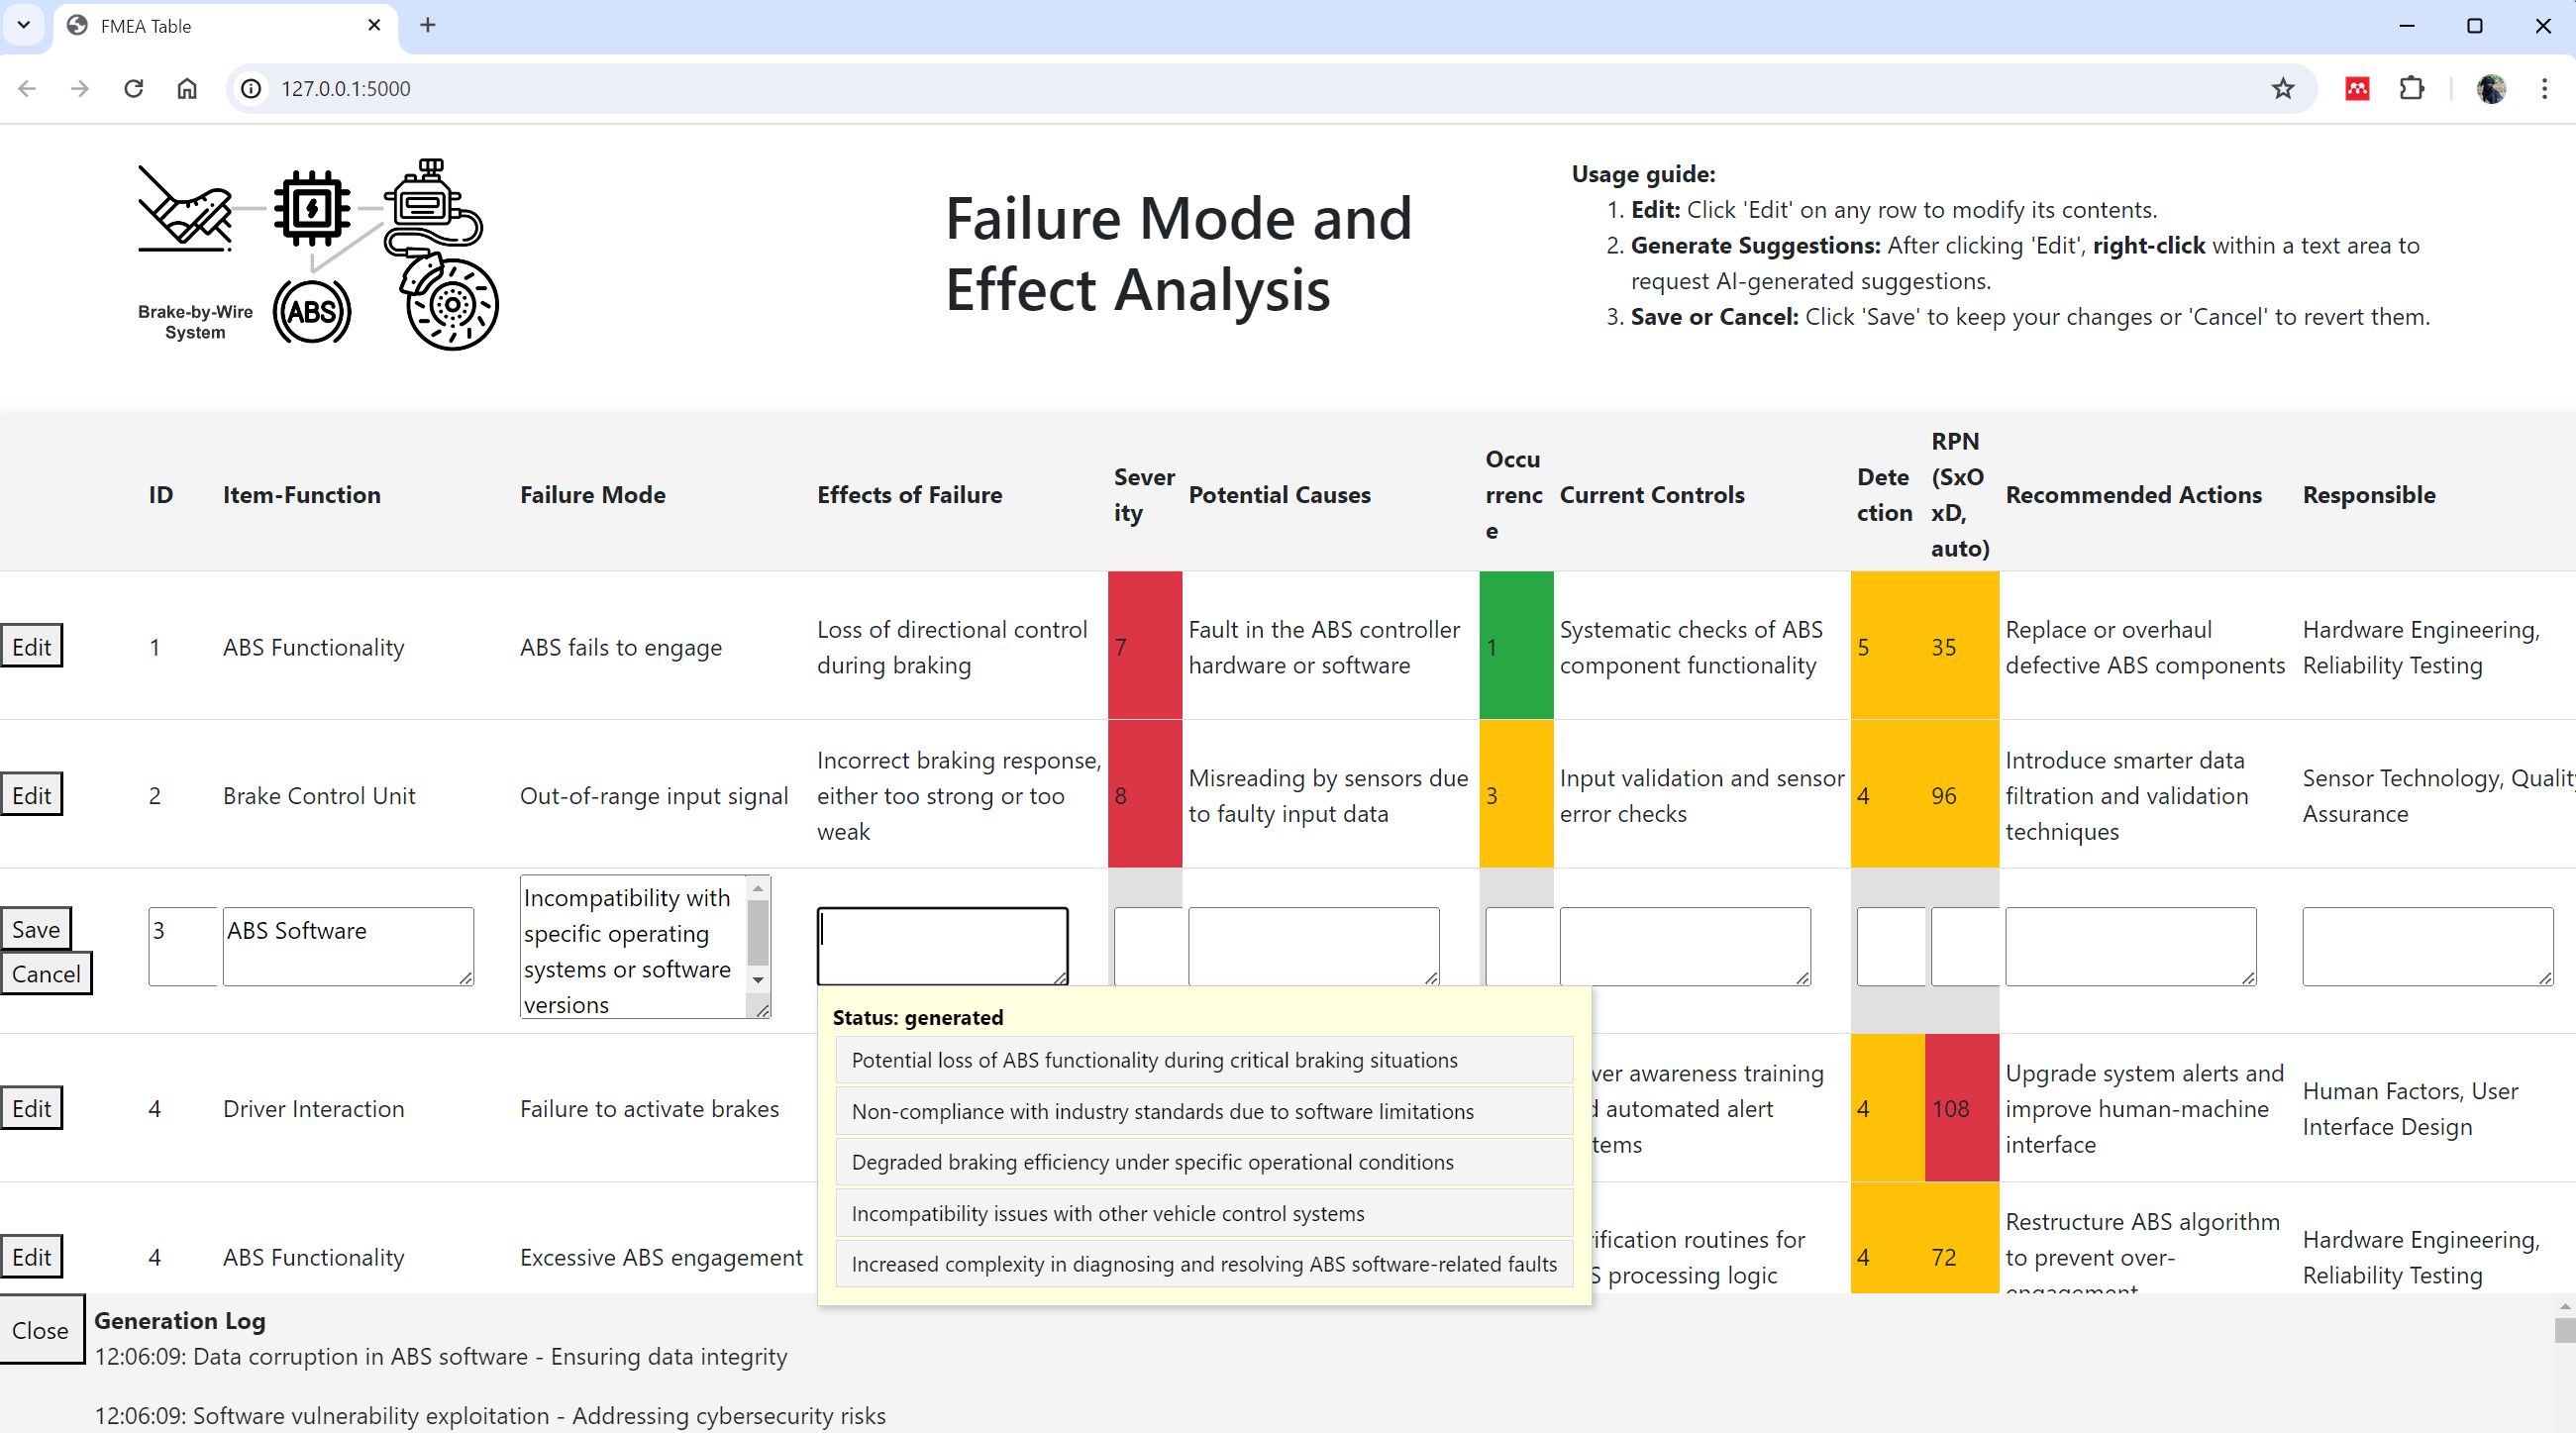 FMEA Table
127.0.0.1:5000
Brake-by-Wire
System
ABS
Failure Mode and
Effect Analysis
Usage guide:
1. Edit: Click 'Edit' on any row to modify its contents.
2. Generate Suggestions: After clicking 'Edit', right-click within a text area to
request AI-generated suggestions.
3. Save or Cancel: Click 'Save' to keep your changes or 'Cancel' to revert them.
ID
Item-Function
Failure Mode
Effects of Failure
Sever
ity
Potential Causes
Occu
rrenc
e
Current Controls
Dete
ction
RPN
(SxO
xD,
auto)
Recommended Actions
Responsible
Edit
1
ABS Functionality
ABS fails to engage
Loss of directional control
during braking
7
Fault in the ABS controller
hardware or software
1
Systematic checks of ABS
component functionality
5
35
Replace or overhaul
defective ABS components
Hardware Engineering,
Reliability Testing
Edit
2
Brake Control Unit
Out-of-range input signal
Incorrect braking response,
either too strong or too
weak
8
Misreading by sensors due
to faulty input data
3
Input validation and sensor
error checks
4
96
Introduce smarter data
filtration and validation
techniques
Sensor Technology, Quality
Assurance
Save
Cancel
3
ABS Software
Incompatibility with
specific operating
systems or software
versions
Status: generated
Potential loss of ABS functionality during critical braking situations
Non-compliance with industry standards due to software limitations
Degraded braking efficiency under specific operational conditions
Incompatibility issues with other vehicle control systems
Increased complexity in diagnosing and resolving ABS software-related faults
Edit
4
Driver Interaction
Failure to activate brakes
awareness training
automated alert
4
108
Upgrade system alerts and
improve human-machine
interface
Human Factors, User
Interface Design
Edit
4
ABS Functionality
Excessive ABS engagement
routines for
processing logic
4
72
Restructure ABS algorithm
to prevent over-
engagement
Hardware Engineering,
Reliability Testing
Close
Generation Log
12:06:09: Data corruption in ABS software - Ensuring data integrity
12:06:09: Software vulnerability exploitation - Addressing cybersecurity risks